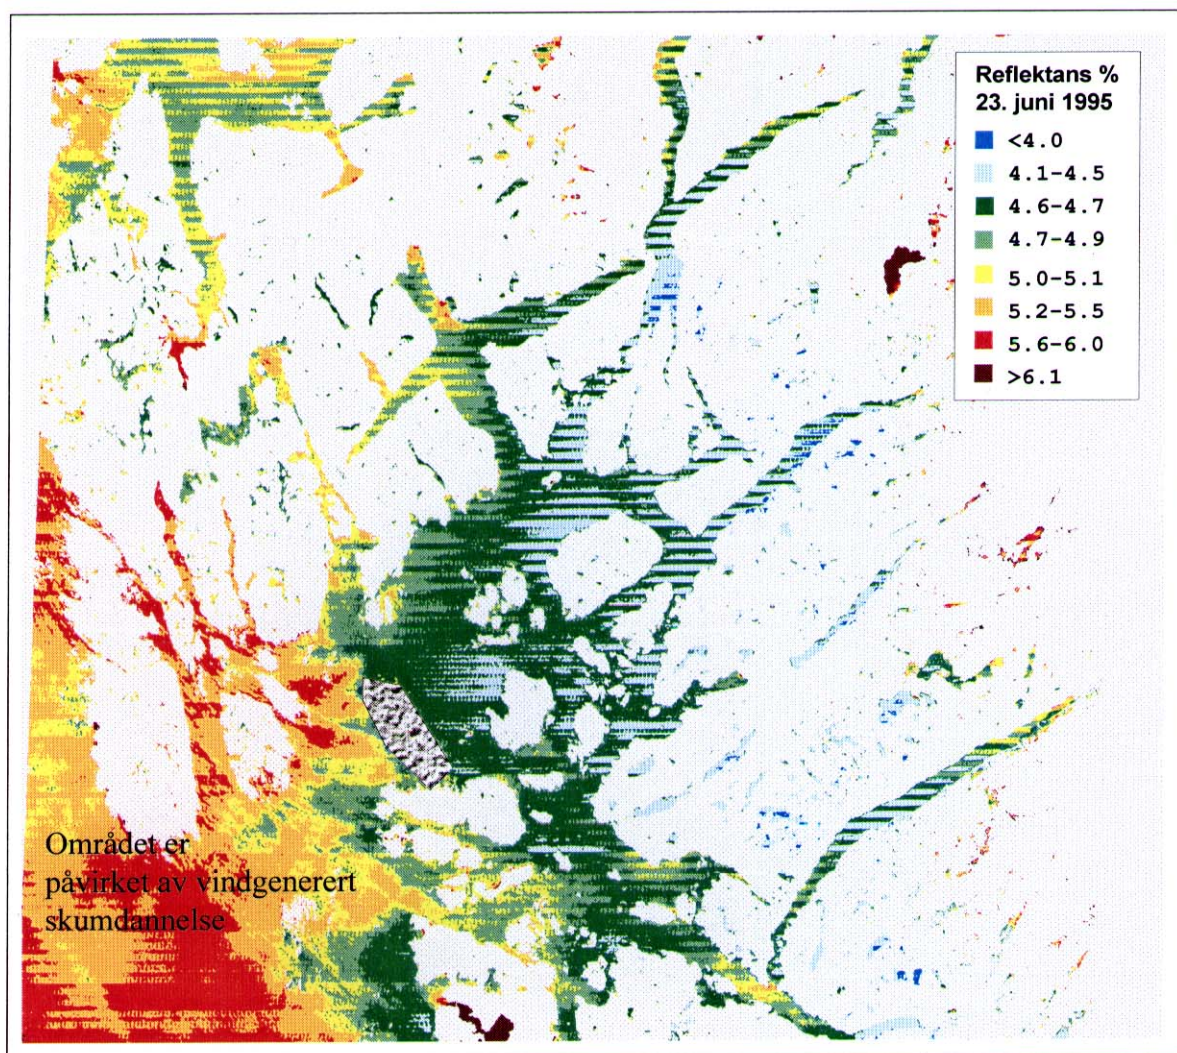 Reflektans %
23. juni 1995
<4.0
4.1-4.5
4.6-4.7
4.7-4.9
5.0-5.1
5.2-5.5
5.6-6.0
>6.1
Området er
påvirket av vindgenerert
skumdannelse